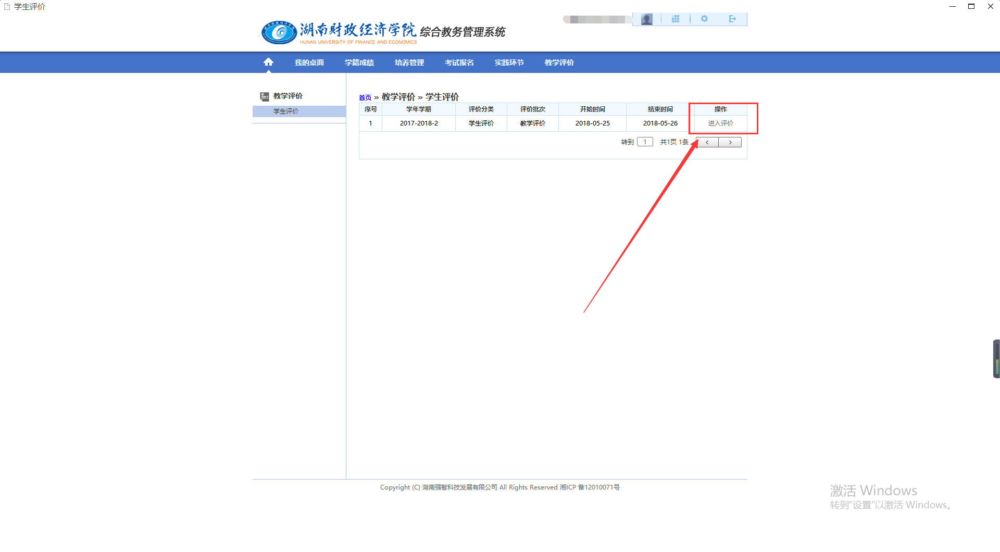 学生评价
湖南财政经济学院 综合教务管理系统
HUNAN UNIVERSITY OF FINANCE AND ECONOMICS
我的桌面 学籍成绩 培养管理 考试报名 实践环节 教学评价
教学评价
学生评价
首页 » 教学评价 » 学生评价
序号 学年学期 评价分类 评价批次 开始时间 结束时间 操作
1 2017-2018-2 学生评价 教学评价 2018-05-25 2018-05-26 进入评价
转到 1 共1页 1条 < >
Copyright (C) 湖南强智科技发展有限公司 All Rights Reserved 湘ICP 备12010071号
激活 Windows
转到“设置”以激活 Windows。